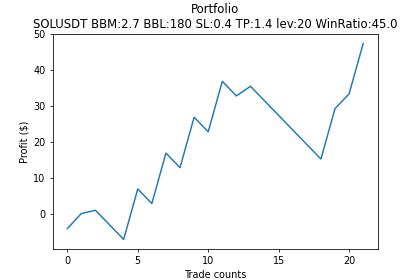 Portfolio
SOLUSDT BBM:2.7 BBL:180 SL:0.4 TP:1.4 lev:20 WinRatio:45.0
50
40
30
20
10
0
Profit ($)
0 5 10 15 20
Trade counts